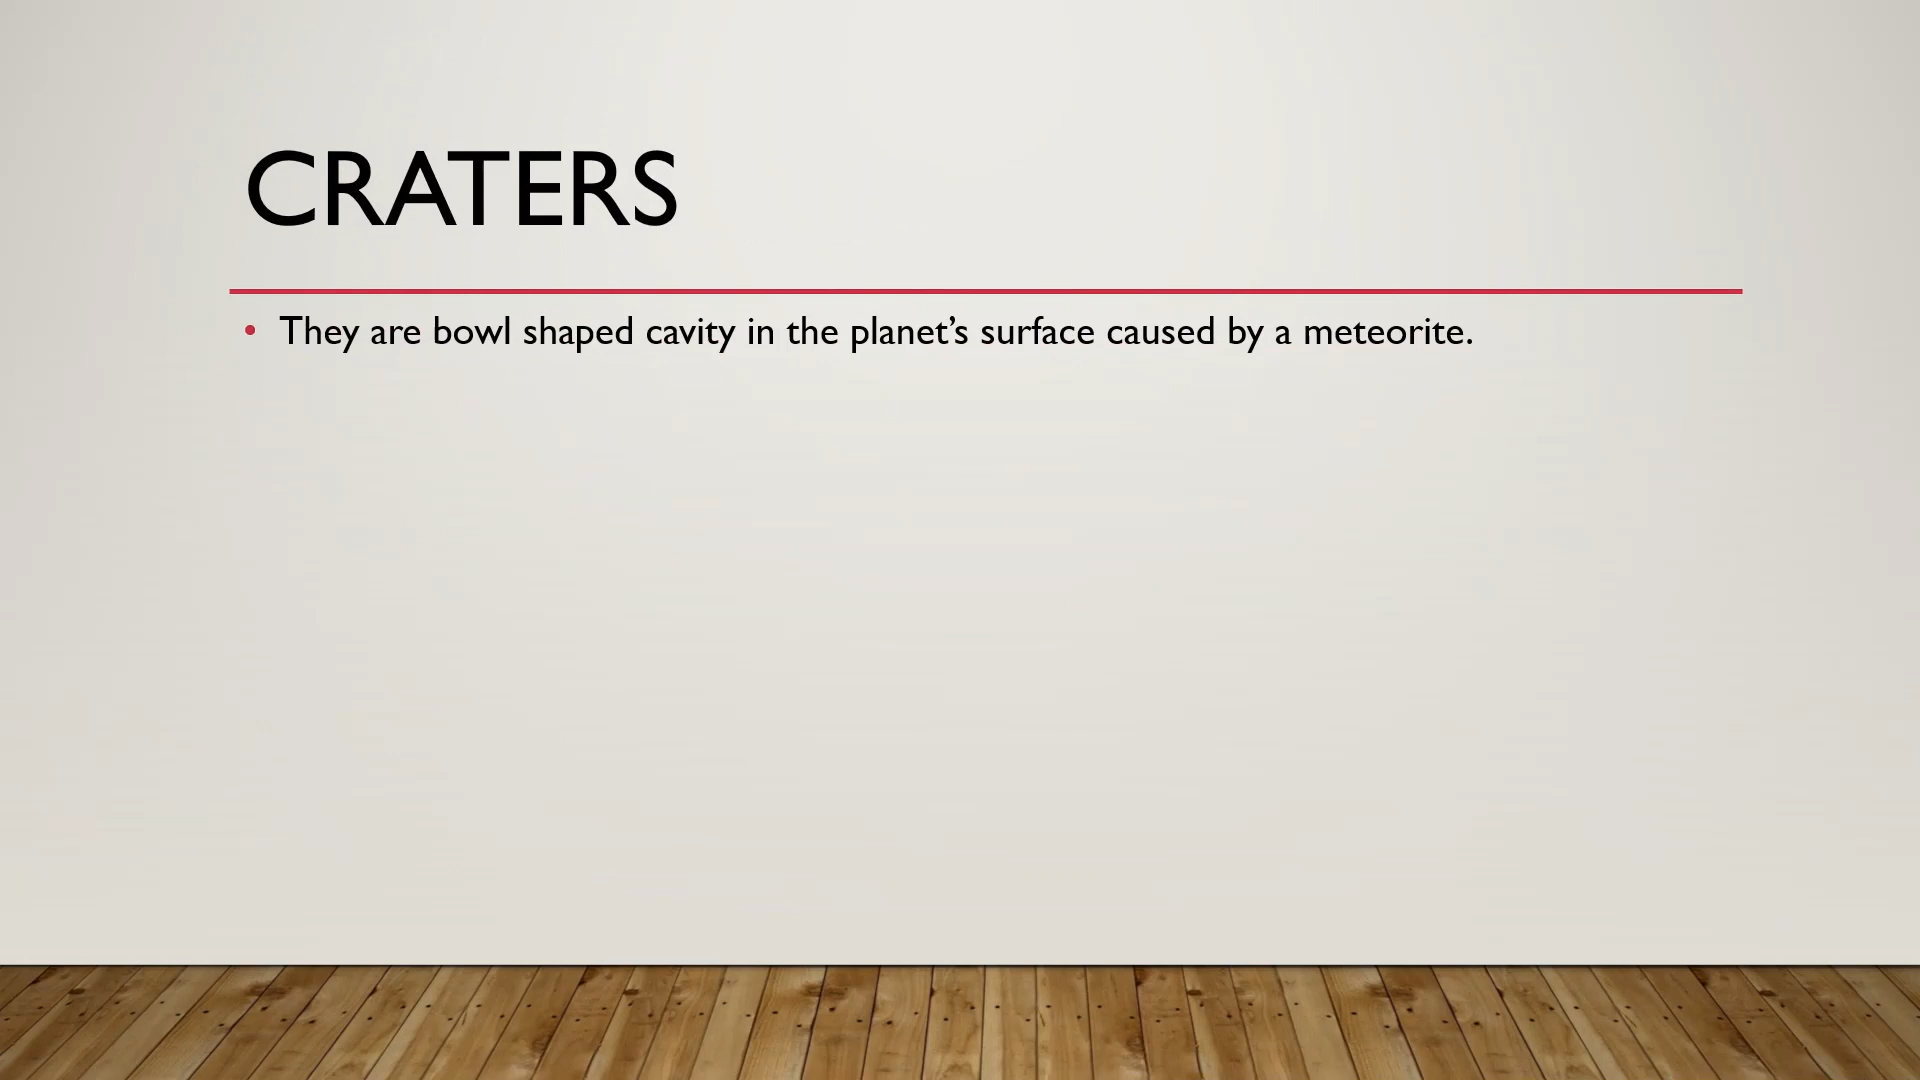 CRATERS
• They are bowl shaped cavity in the planet’s surface caused by a meteorite.